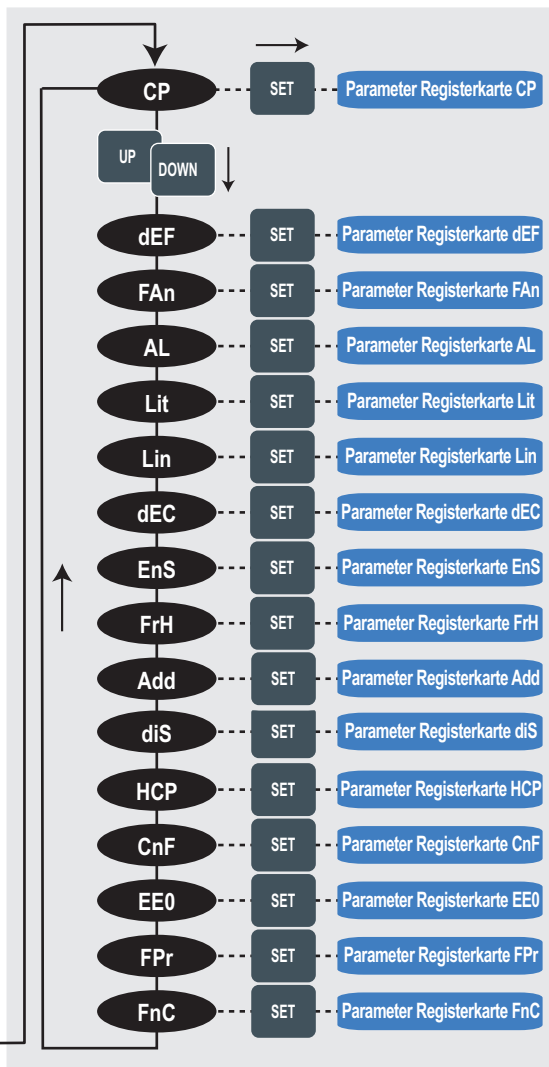 CP SET Parameter Registerkarte CP
UP
DOWN
dEF SET Parameter Registerkarte dEF
FAn SET Parameter Registerkarte FAn
AL SET Parameter Registerkarte AL
Lit SET Parameter Registerkarte Lit
Lin SET Parameter Registerkarte Lin
dEC SET Parameter Registerkarte dEC
EnS SET Parameter Registerkarte EnS
FrH SET Parameter Registerkarte FrH
Add SET Parameter Registerkarte Add
diS SET Parameter Registerkarte diS
HCP SET Parameter Registerkarte HCP
CnF SET Parameter Registerkarte CnF
EE0 SET Parameter Registerkarte EE0
FPr SET Parameter Registerkarte FPr
FnC SET Parameter Registerkarte FnC